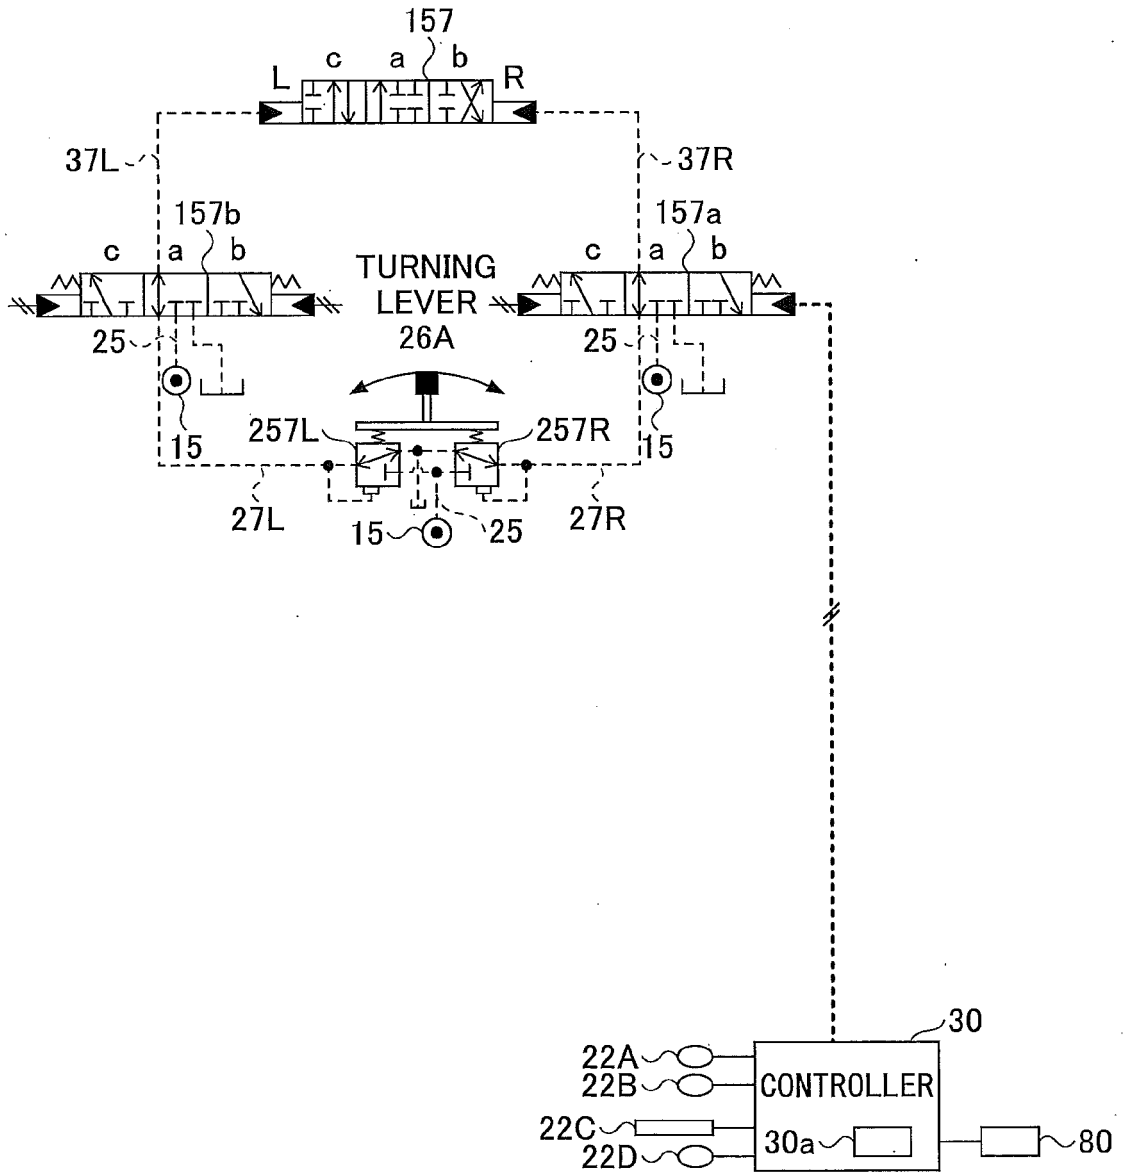 157
c a b
L R
37L 37R
157b 157a
c a b c a b
TURNING
LEVER
26A
25 25
15 15
257L 257R
27L 15 25 27R
30
22A
22B
CONTROLLER
22C 30a 80
22D